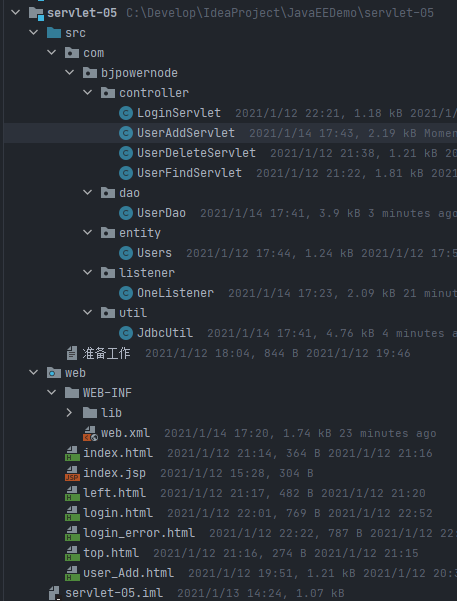 servlet-05 C:\Develop\IdeaProject\JavaEEDemo\servlet-05
src
com
bjpowernode
controller
LoginServlet 2021/1/12 22:21, 1.18 kB 2021/1/
UserAddServlet 2021/1/14 17:43, 2.19 kB Momen
UserDeleteServlet 2021/1/12 21:38, 1.21 kB 20
UserFindServlet 2021/1/12 21:22, 1.81 kB 2021
dao
UserDao 2021/1/14 17:41, 3.9 kB 3 minutes ago
entity
Users 2021/1/12 17:44, 1.24 kB 2021/1/12 17:5
listener
OneListener 2021/1/14 17:23, 2.09 kB 21 minut
util
JdbcUtil 2021/1/14 17:41, 4.76 kB 4 minutes a
准备工作 2021/1/12 18:04, 844 B 2021/1/12 19:46
web
WEB-INF
lib
web.xml 2021/1/14 17:20, 1.74 kB 23 minutes ago
index.html 2021/1/12 21:14, 364 B 2021/1/12 21:16
index.jsp 2021/1/12 15:28, 304 B
left.html 2021/1/12 21:17, 482 B 2021/1/12 21:20
login.html 2021/1/12 22:01, 769 B 2021/1/12 22:52
login_error.html 2021/1/12 22:22, 787 B 2021/1/12 22:
top.html 2021/1/12 21:16, 274 B 2021/1/12 21:15
user_Add.html 2021/1/12 19:51, 1.21 kB 2021/1/12 20:3
servlet-05.iml 2021/1/13 14:24, 1.07 kB